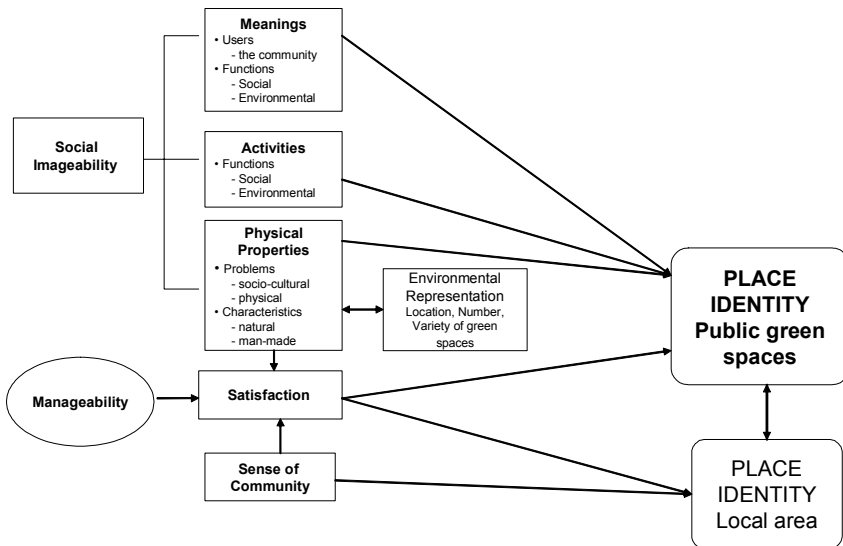 Meanings
• Users
- the community
• Functions
- Social
- Environmental
Social
Imageability
Activities
• Functions
- Social
- Environmental
Physical
Properties
• Problems
- socio-cultural
- physical
• Characteristics
- natural
- man-made
Environmental
Representation
Location, Number,
Variety of green
spaces
PLACE
IDENTITY
Public green
spaces
Manageability
Satisfaction
Sense of
Community
PLACE
IDENTITY
Local area